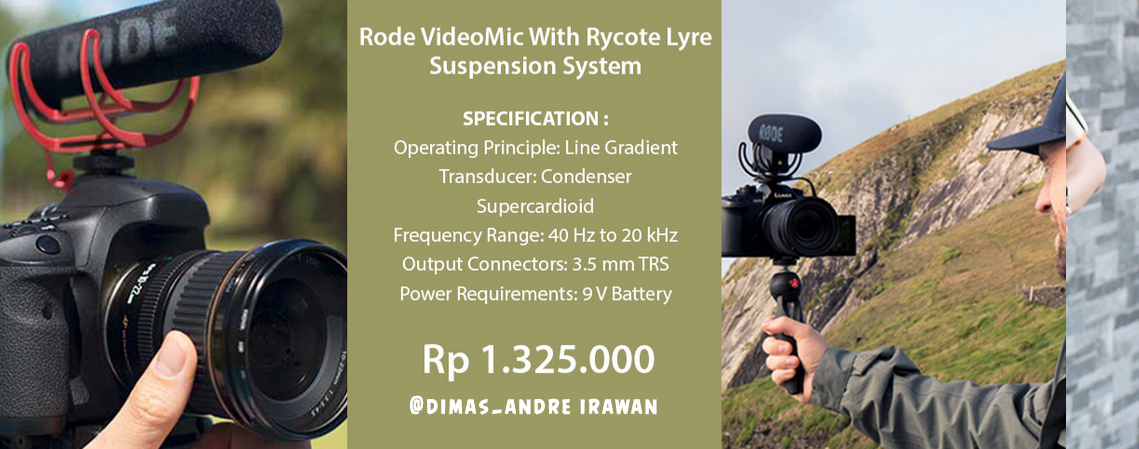 RØDE
Rode VideoMic With Rycote Lyre
Suspension System
SPECIFICATION :
Operating Principle: Line Gradient
Transducer: Condenser
Supercardioid
Frequency Range: 40 Hz to 20 kHz
Output Connectors: 3.5 mm TRS
Power Requirements: 9 V Battery
Rp 1.325.000
@DIMAS_ANDRE IRAWAN
RØDE
LUMIX